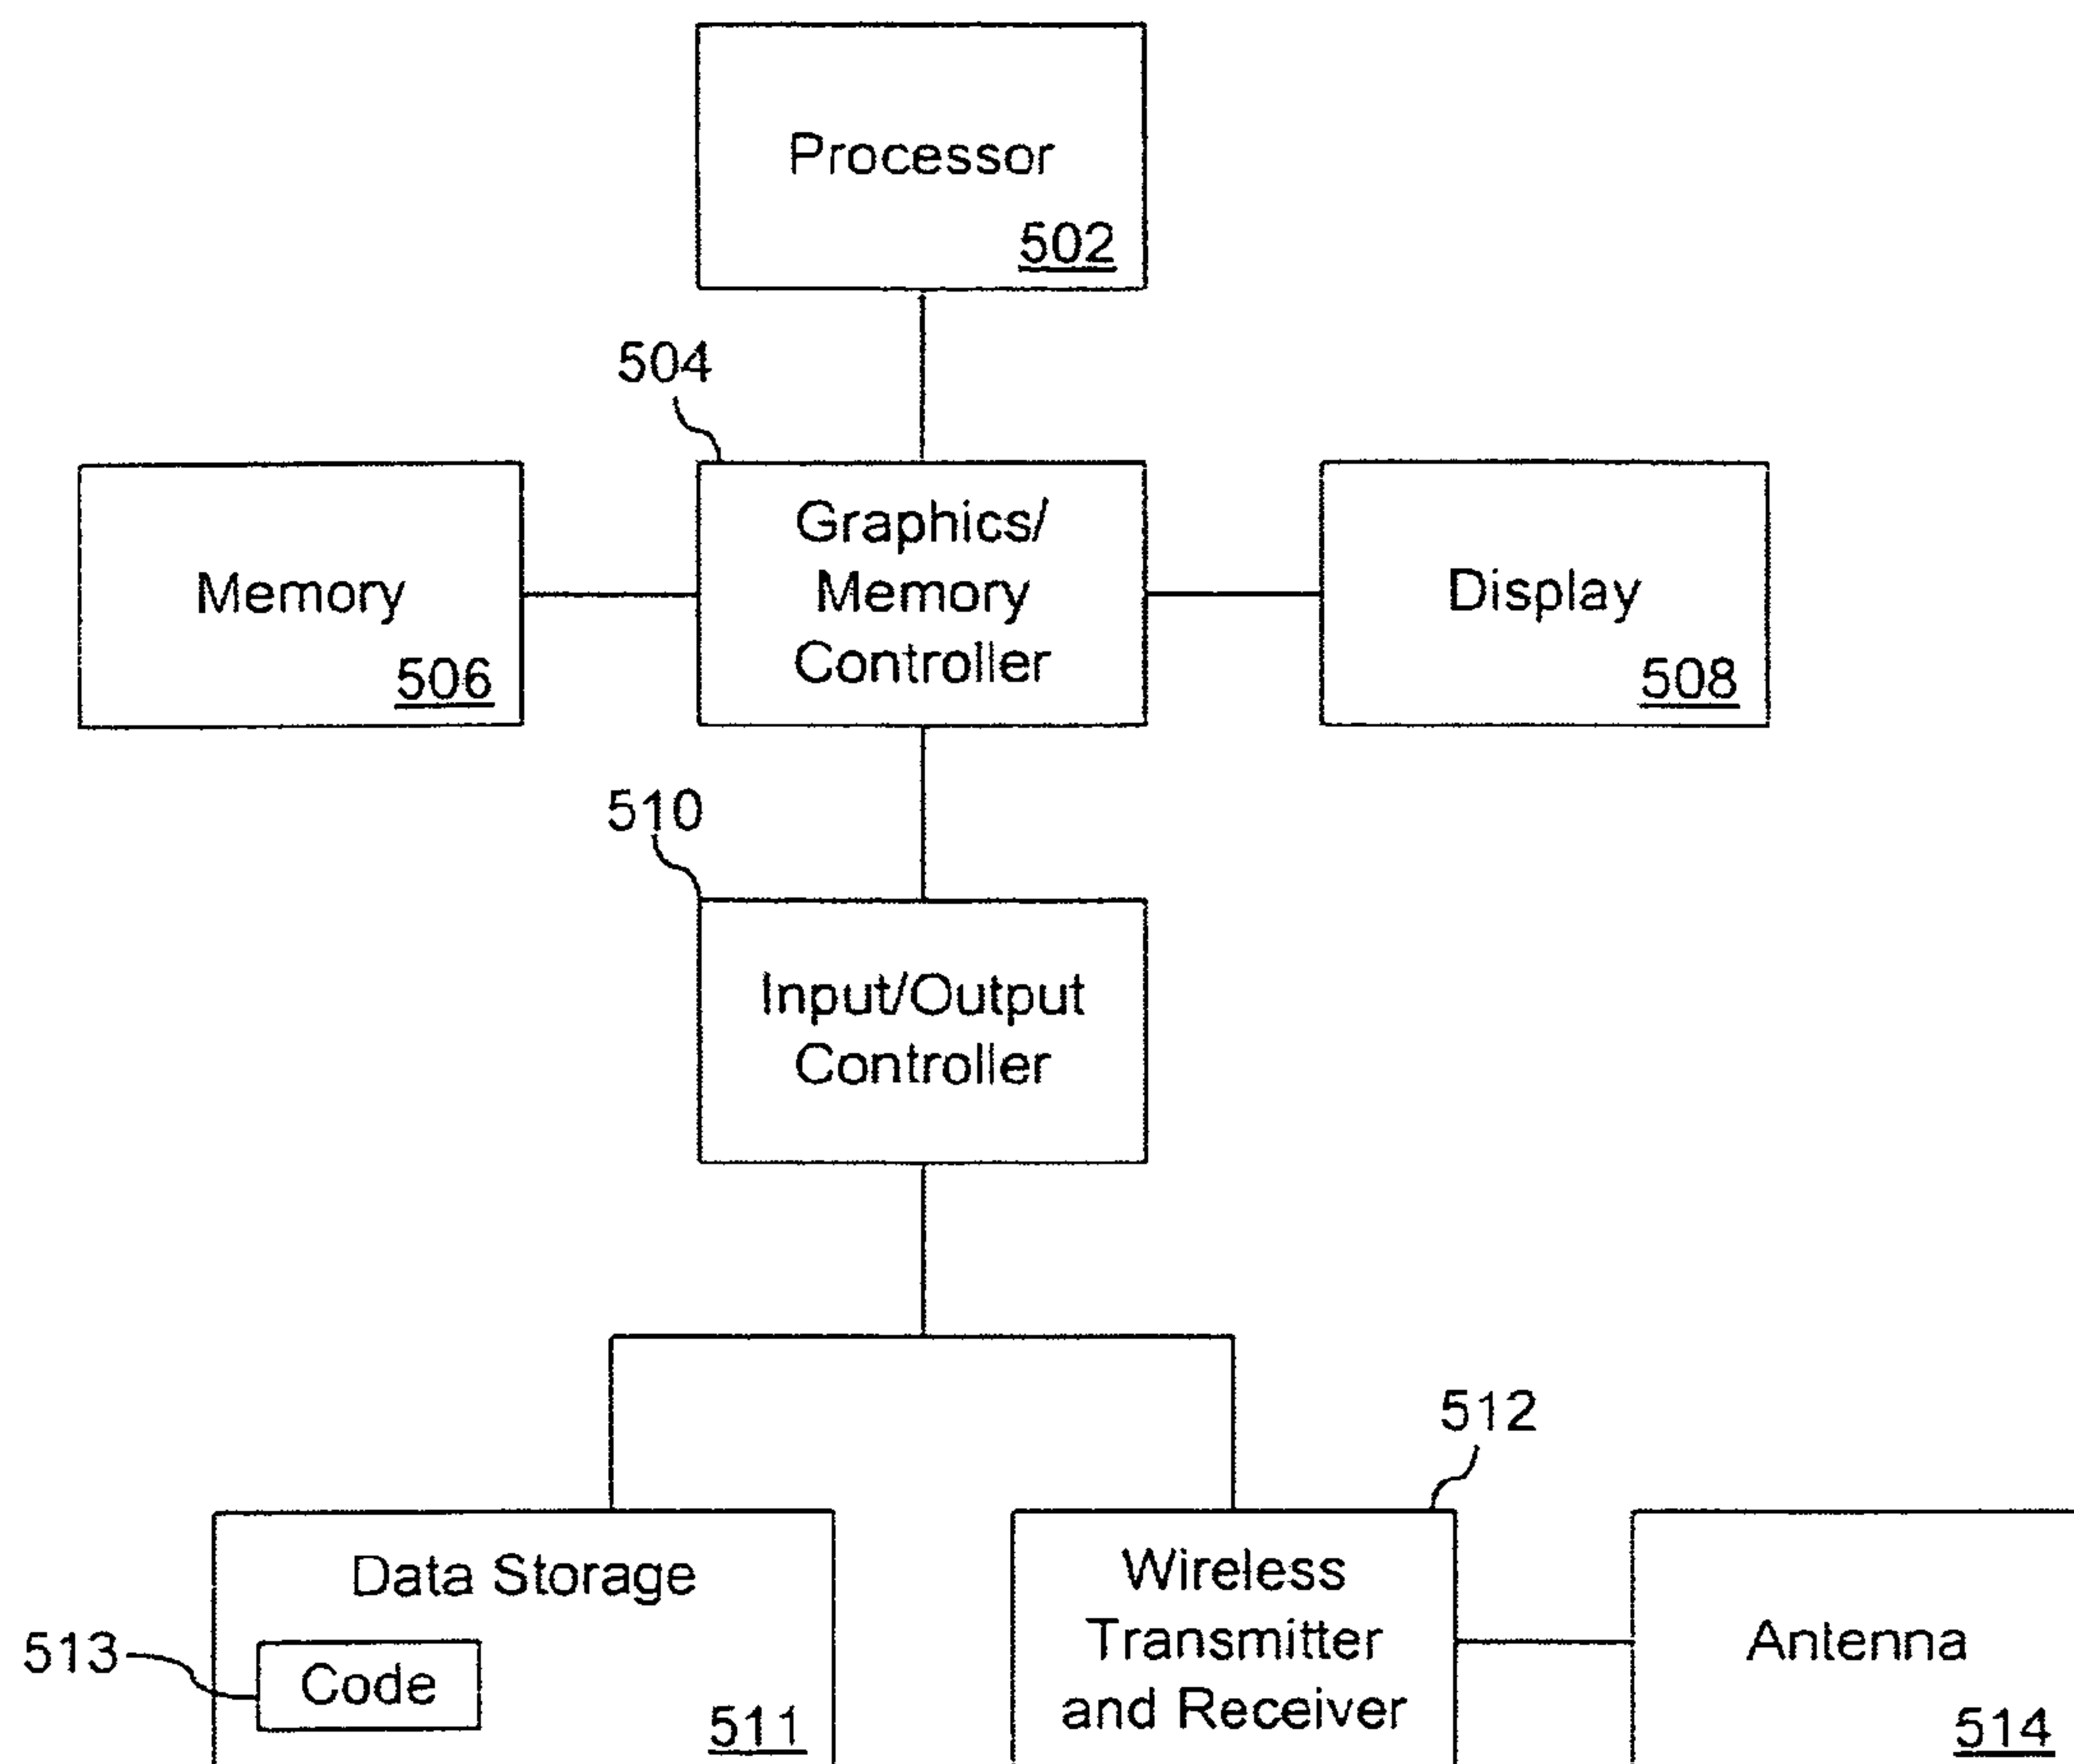 Processor
502
504
Graphics/
Memory
Controller
Memory
506
Display
508
510
Input/Output
Controller
512
Data Storage
513
Code
511
Wireless
Transmitter
and Receiver
Antenna
514